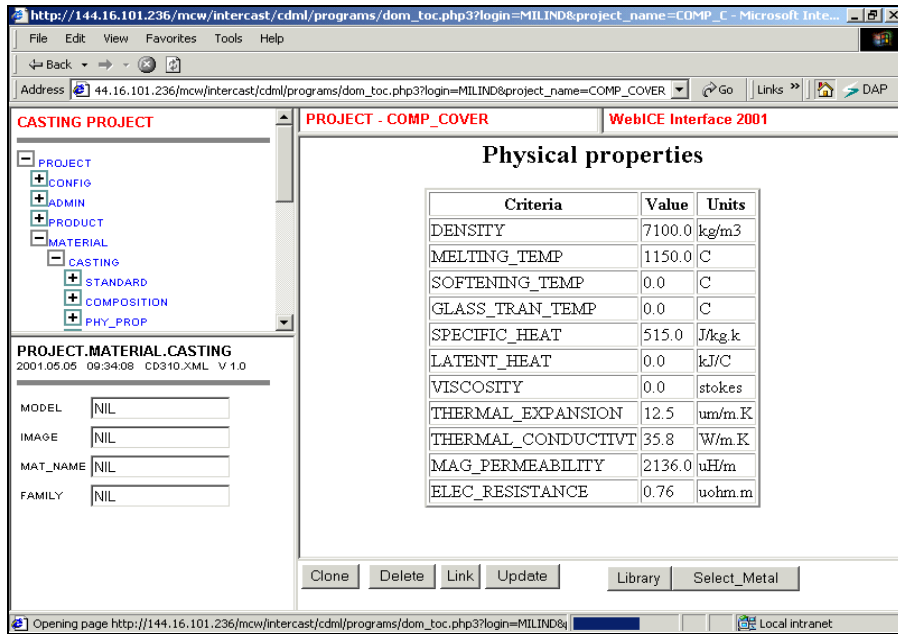 http://144.16.101.236/mcw/intercast/cdml/programs/dom_toc.php3?login=MILIND&project_name=COMP_C - Microsoft Inte...
File Edit View Favorites Tools Help
Back
Address 44.16.101.236/mcw/intercast/cdml/programs/dom_toc.php3?login=MILIND&project_name=COMP_COVER Go Links » DAP
CASTING PROJECT
PROJECT
CONFIG
ADMIN
PRODUCT
MATERIAL
CASTING
STANDARD
COMPOSITION
PHY_PROP
PROJECT.MATERIAL.CASTING
2001.05.05 09:34:08 CD310.XML V 1.0
MODEL NIL
IMAGE NIL
MAT_NAME NIL
FAMILY NIL
PROJECT - COMP_COVER WebICE Interface 2001
Physical properties
Criteria Value Units
DENSITY 7100.0 kg/m3
MELTING_TEMP 1150.0 C
SOFTENING_TEMP 0.0 C
GLASS_TRAN_TEMP 0.0 C
SPECIFIC_HEAT 515.0 J/kg.k
LATENT_HEAT 0.0 kJ/C
VISCOSITY 0.0 stokes
THERMAL_EXPANSION 12.5 um/m.K
THERMAL_CONDUCTIVT 35.8 W/m.K
MAG_PERMEABILITY 2136.0 uH/m
ELEC_RESISTANCE 0.76 uohm.m
Clone Delete Link Update Library Select_Metal
Opening page http://144.16.101.236/mcw/intercast/cdml/programs/dom_toc.php3?login=MILIND& Local intranet